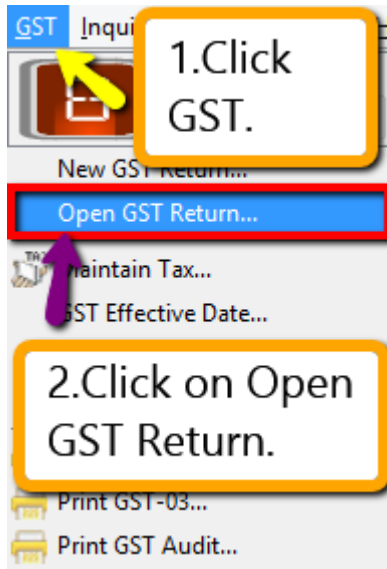 GST Inqui
1.Click
GST.
New GST Return...
Open GST Return...
Maintain Tax...
GST Effective Date...
2.Click on Open
GST Return.
Print GST-03...
Print GST Audit...